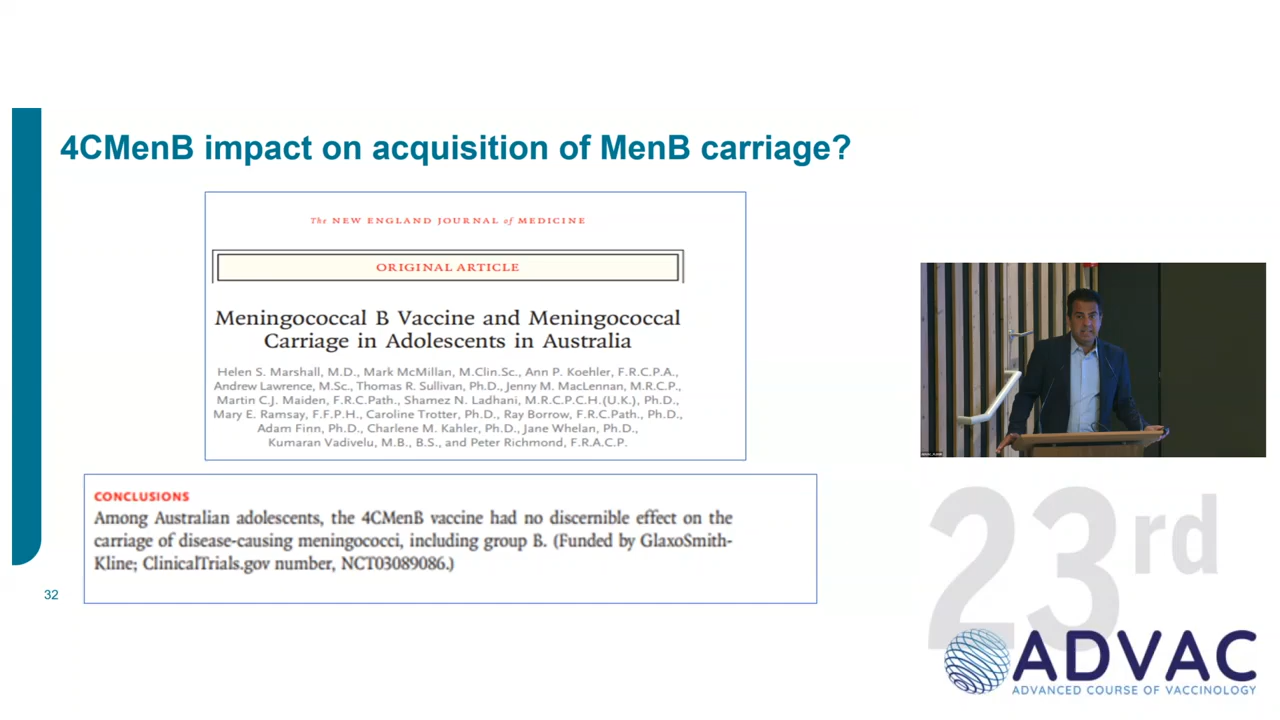 4CMenB impact on acquisition of MenB carriage?
The NEW ENGLAND JOURNAL of MEDICINE
ORIGINAL ARTICLE
Meningococcal B Vaccine and Meningococcal
Carriage in Adolescents in Australia
Helen S. Marshall, M.D., Mark McMillan, M.Clin.Sc., Ann P. Koehler, F.R.C.P.A.,
Andrew Lawrence, M.Sc., Thomas R. Sullivan, Ph.D., Jenny M. MacLennan, M.R.C.P.,
Martin C.J. Maiden, F.R.C.Path., Shamez N. Ladhani, M.R.C.P.C.H.(U.K.), Ph.D.,
Mary E. Ramsay, F.F.P.H., Caroline Trotter, Ph.D., Ray Borrow, F.R.C.Path., Ph.D.,
Adam Finn, Ph.D., Charlene M. Kahler, Ph.D., Jane Whelan, Ph.D.,
Kumaran Vadivelu, M.B., B.S., and Peter Richmond, F.R.A.C.P.
CONCLUSIONS
Among Australian adolescents, the 4CMenB vaccine had no discernible effect on the
carriage of disease-causing meningococci, including group B. (Funded by GlaxoSmith-
Kline; ClinicalTrials.gov number, NCT03089086.)
32
23rd
ADVAC
ADVANCED COURSE OF VACCINOLOGY